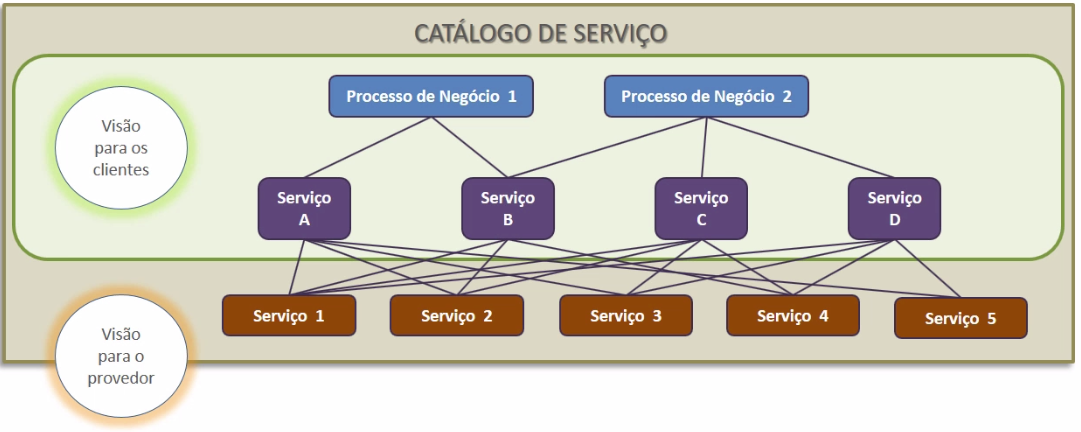 CATÁLOGO DE SERVIÇO
Processo de Negócio 1
Processo de Negócio 2
Visão
para os
clientes
Serviço
A
Serviço
B
Serviço
C
Serviço
D
Serviço 1
Serviço 2
Serviço 3
Serviço 4
Serviço 5
Visão
para o
provedor